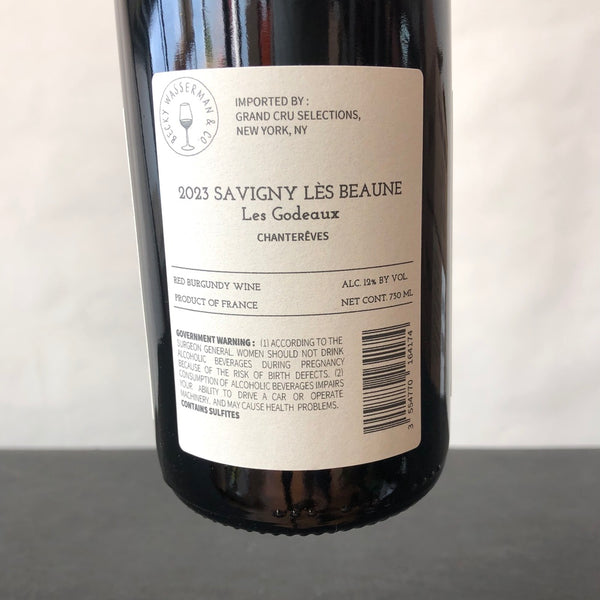 BECKY WASSERMAN & CO
IMPORTED BY :
GRAND CRU SELECTIONS,
NEW YORK, NY
2023 SAVIGNY LÈS BEAUNE
Les Godeaux
CHANTERÊVES
RED BURGUNDY WINE
PRODUCT OF FRANCE
ALC. 12% BY VOL.
NET CONT. 750 ML
GOVERNMENT WARNING : (1) ACCORDING TO THE
SURGEON GENERAL, WOMEN SHOULD NOT DRINK
ALCOHOLIC BEVERAGES DURING PREGNANCY
BECAUSE OF THE RISK OF BIRTH DEFECTS. (2)
CONSUMPTION OF ALCOHOLIC BEVERAGES IMPAIRS
YOUR ABILITY TO DRIVE A CAR OR OPERATE
MACHINERY, AND MAY CAUSE HEALTH PROBLEMS.
CONTAINS SULFITES
3 554770 164174